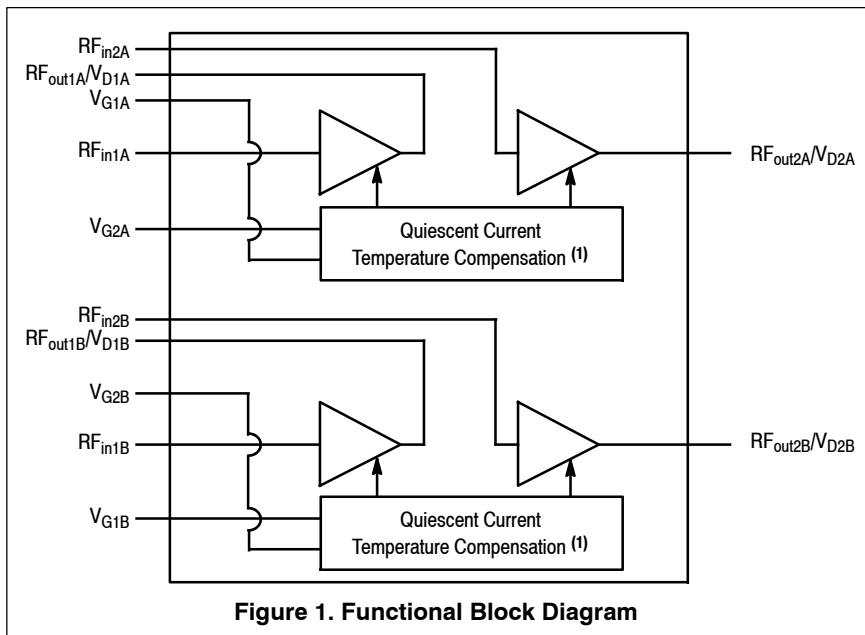 RFin2A
RFout1A/VD1A
VG1A
RFin1A
RFout2A/VD2A
VG2A
Quiescent Current
Temperature Compensation (1)
RFin2B
RFout1B/VD1B
VG2B
RFin1B
RFout2B/VD2B
VG1B
Quiescent Current
Temperature Compensation (1)
Figure 1. Functional Block Diagram